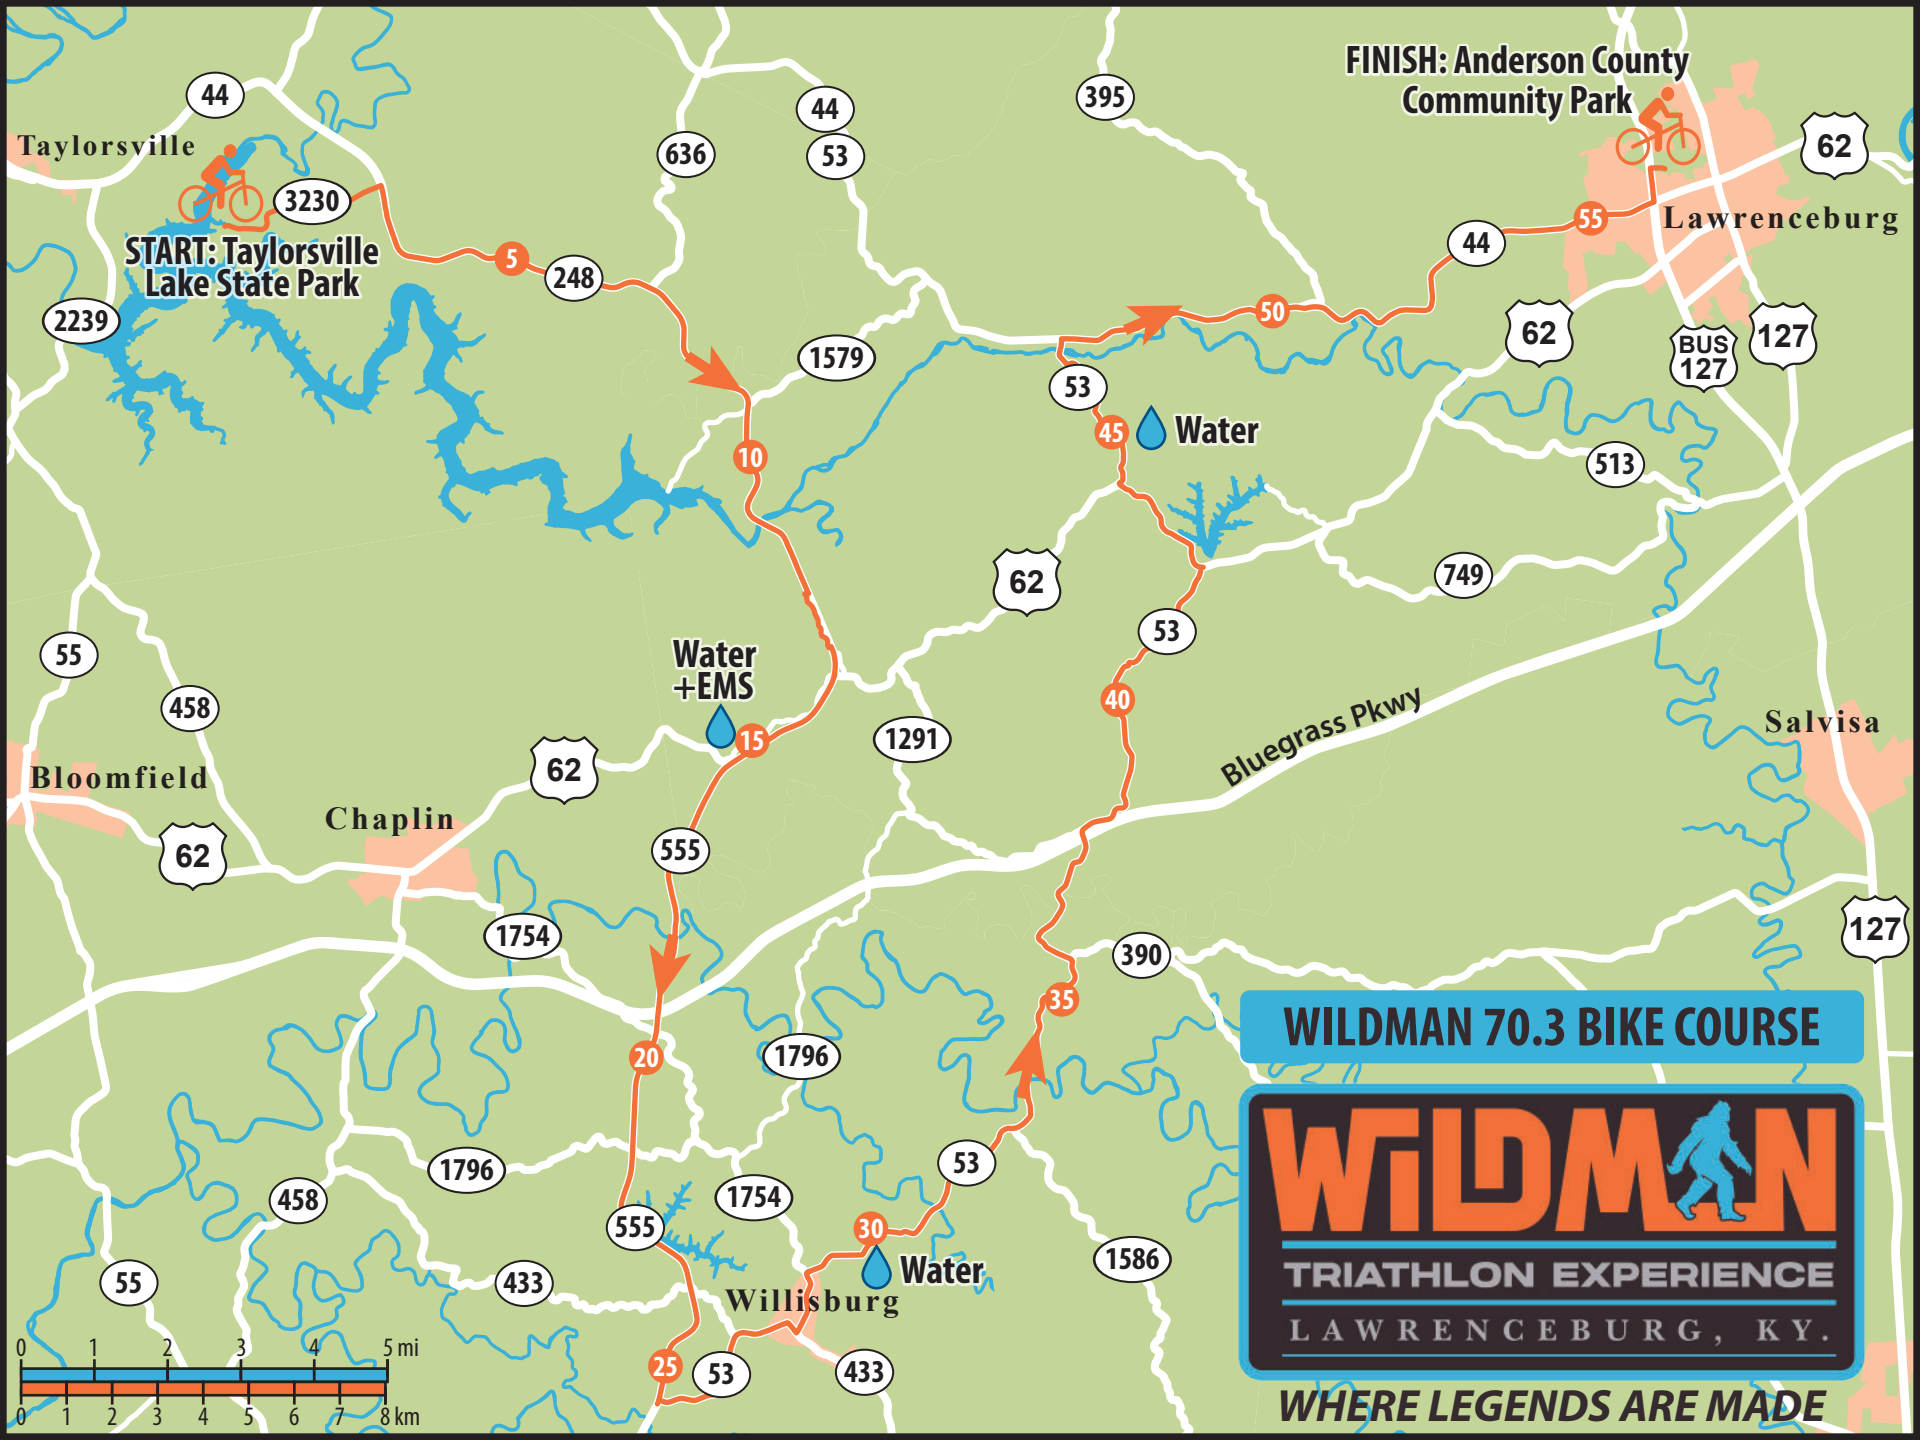 FINISH: Anderson County
Community Park
44
395
44
62
Taylorsville
636
53
3230
Lawrenceburg
55
START: Taylorsville
Lake State Park
5
248
44
2239
50
62
BUS
127
127
1579
53
45
Water
10
513
62
749
53
55
Water
+EMS
458
40
Bluegrass Pkwy
Salvisa
15
1291
62
Bloomfield
Chaplin
62
555
1754
390
127
35
WILDMAN 70.3 BIKE COURSE
20
1796
WiLDMAN
TRIATHLON EXPERIENCE
LAWRENCEBURG, KY.
WHERE LEGENDS ARE MADE
1796
53
458
1754
555
30
Water
1586
55
433
Willisburg
25
53
433
0 1 2 3 4 5 mi
0 1 2 3 4 5 6 7 8 km